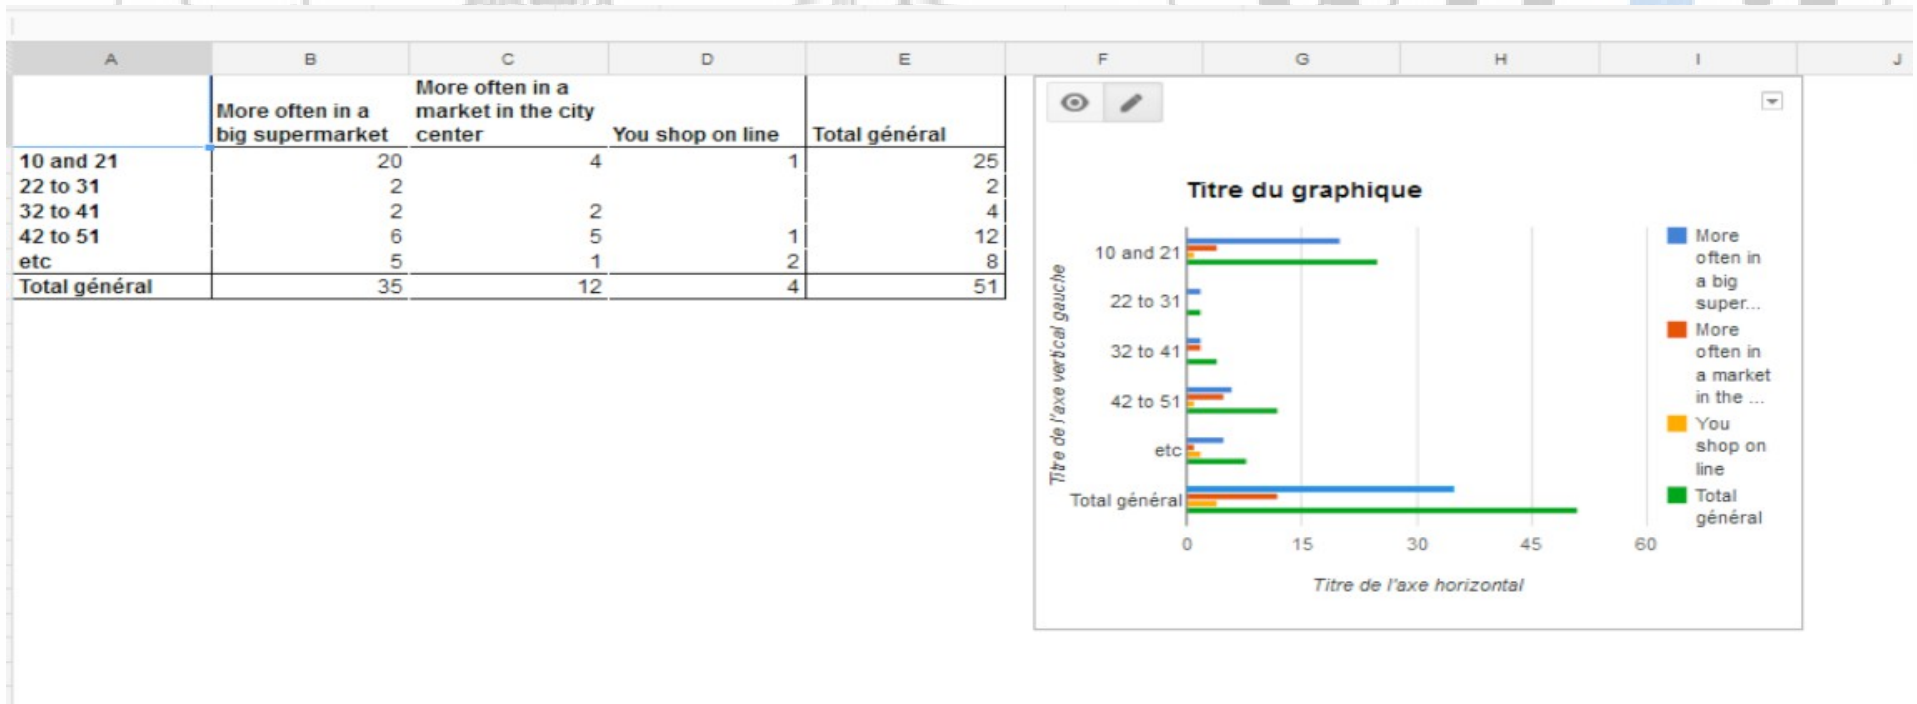 A B C D E F G H I J
More often in a big supermarket More often in a market in the city center You shop on line Total général
10 and 21 20 4 1 25
22 to 31 2 2
32 to 41 2 2 4
42 to 51 6 5 1 12
etc 5 1 2 8
Total général 35 12 4 51
Titre du graphique
Titre de l'axe vertical gauche
10 and 21
22 to 31
32 to 41
42 to 51
etc
Total général
0 15 30 45 60
Titre de l'axe horizontal
More
often in
a big
super...
More
often in
a market
in the ...
You
shop on
line
Total
général